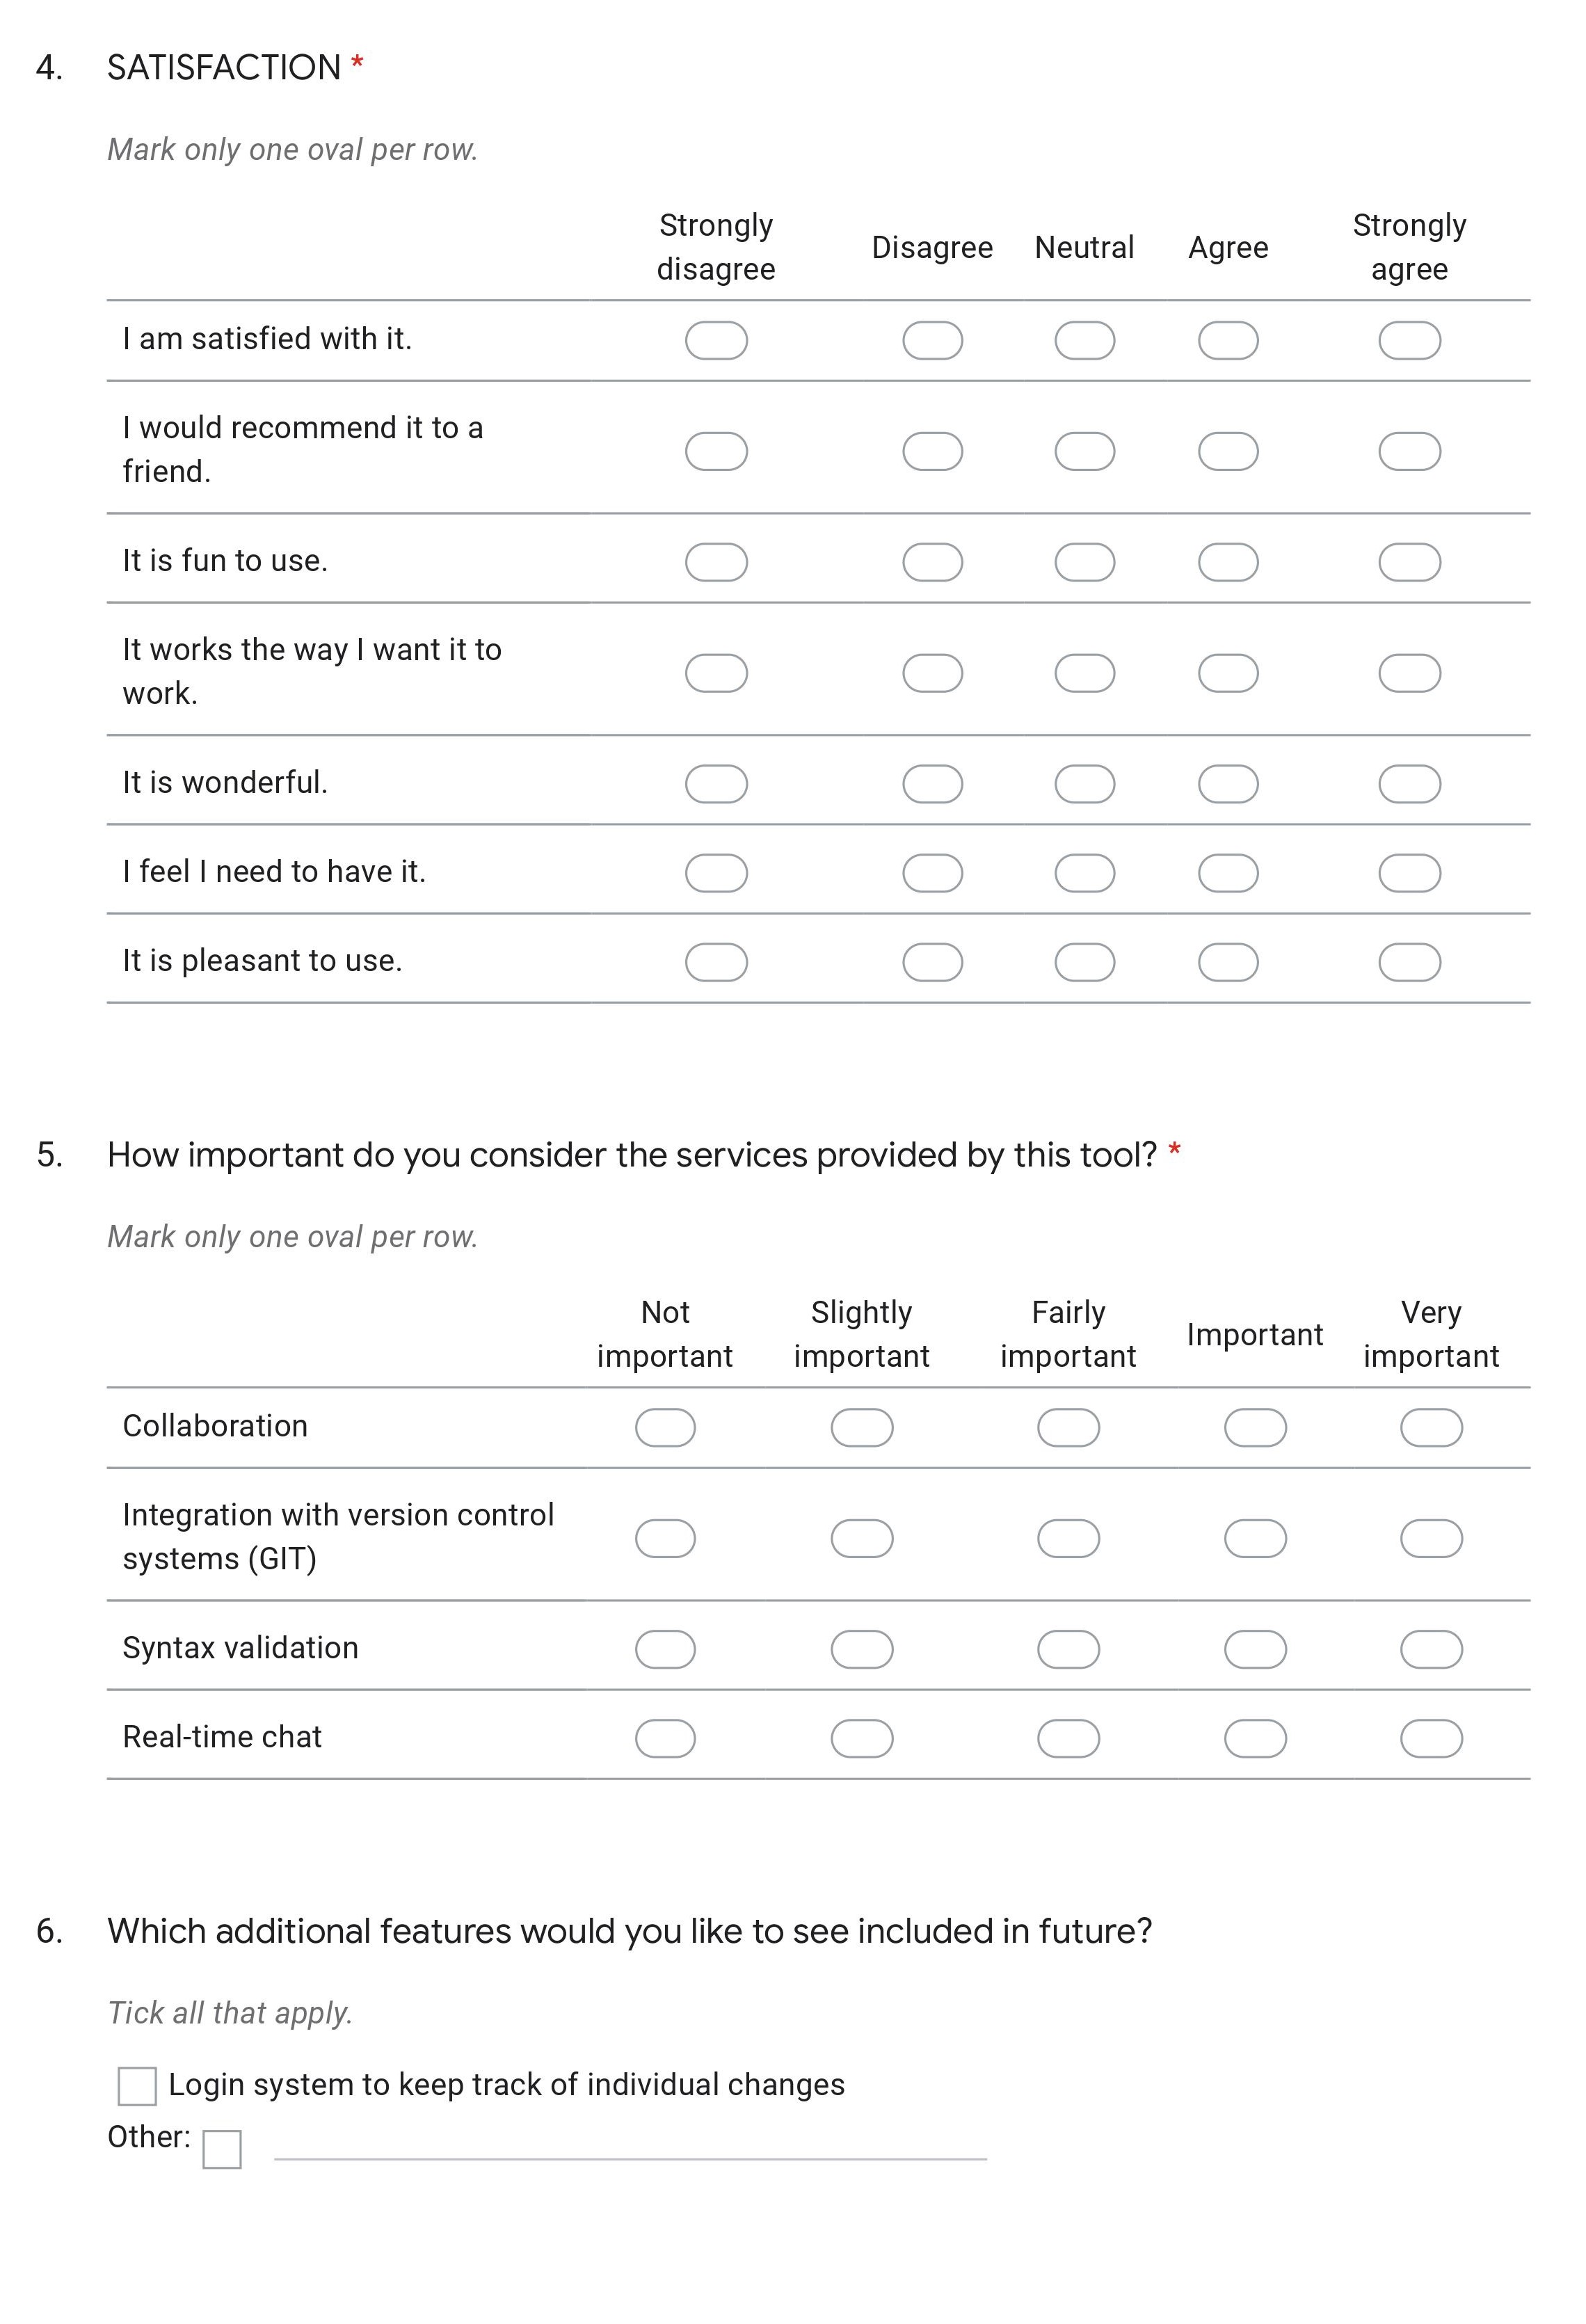 4. SATISFACTION *
Mark only one oval per row.
Strongly disagree Disagree Neutral Agree Strongly agree
I am satisfied with it.
I would recommend it to a
friend.
It is fun to use.
It works the way I want it to
work.
It is wonderful.
I feel I need to have it.
It is pleasant to use.
5. How important do you consider the services provided by this tool? *
Mark only one oval per row.
Not important Slightly important Fairly important Important Very important
Collaboration
Integration with version control
systems (GIT)
Syntax validation
Real-time chat
6. Which additional features would you like to see included in future?
Tick all that apply.
Login system to keep track of individual changes
Other: